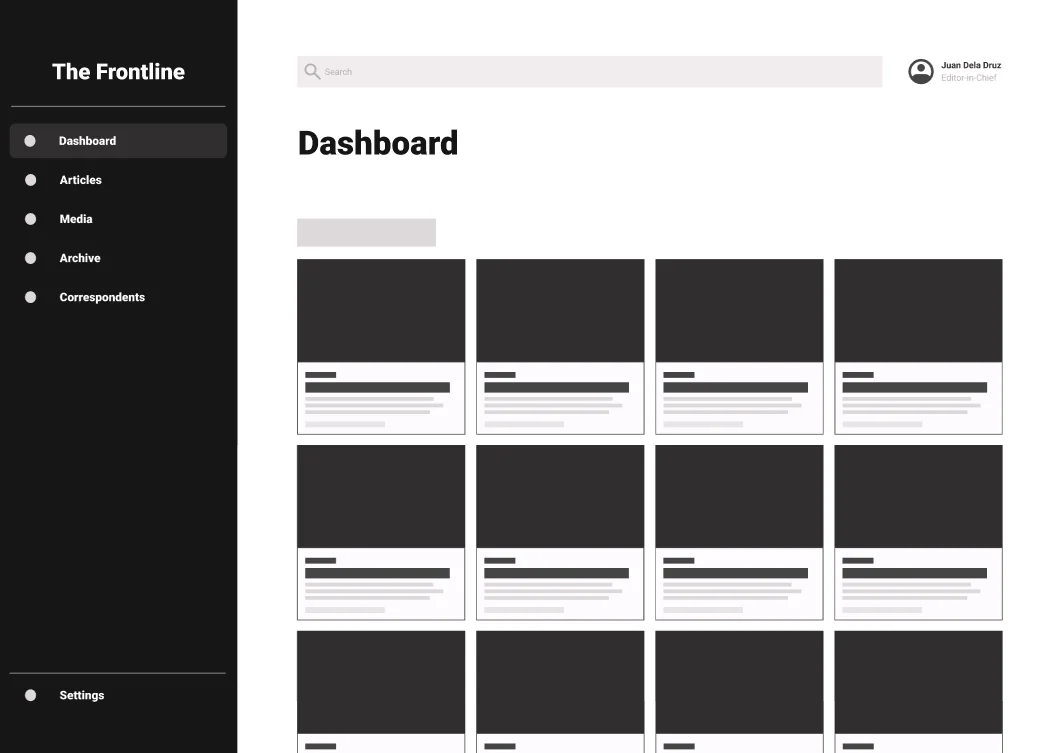 The Frontline
Dashboard
Articles
Media
Archive
Correspondents
Settings
Search
Juan Dela Druz
Editor-in-Chief
Dashboard